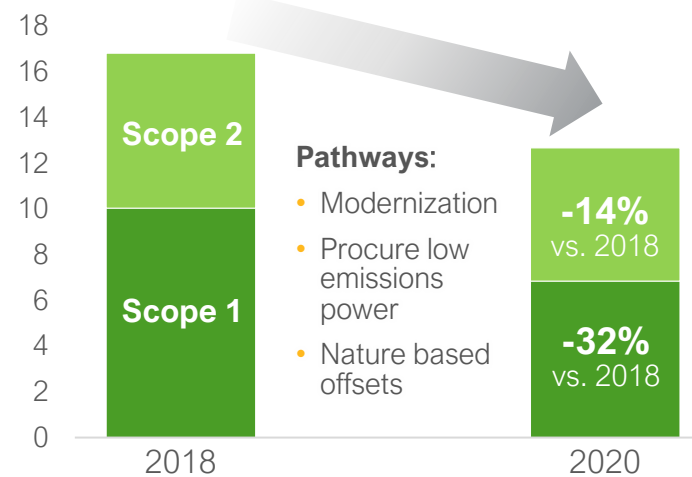 18
16
14
12
10
8
6
4
2
0
Scope 2
Scope 1
Pathways:
• Modernization
• Procure low
emissions
power
• Nature based
offsets
-14%
vs. 2018
-32%
vs. 2018
2018
2020